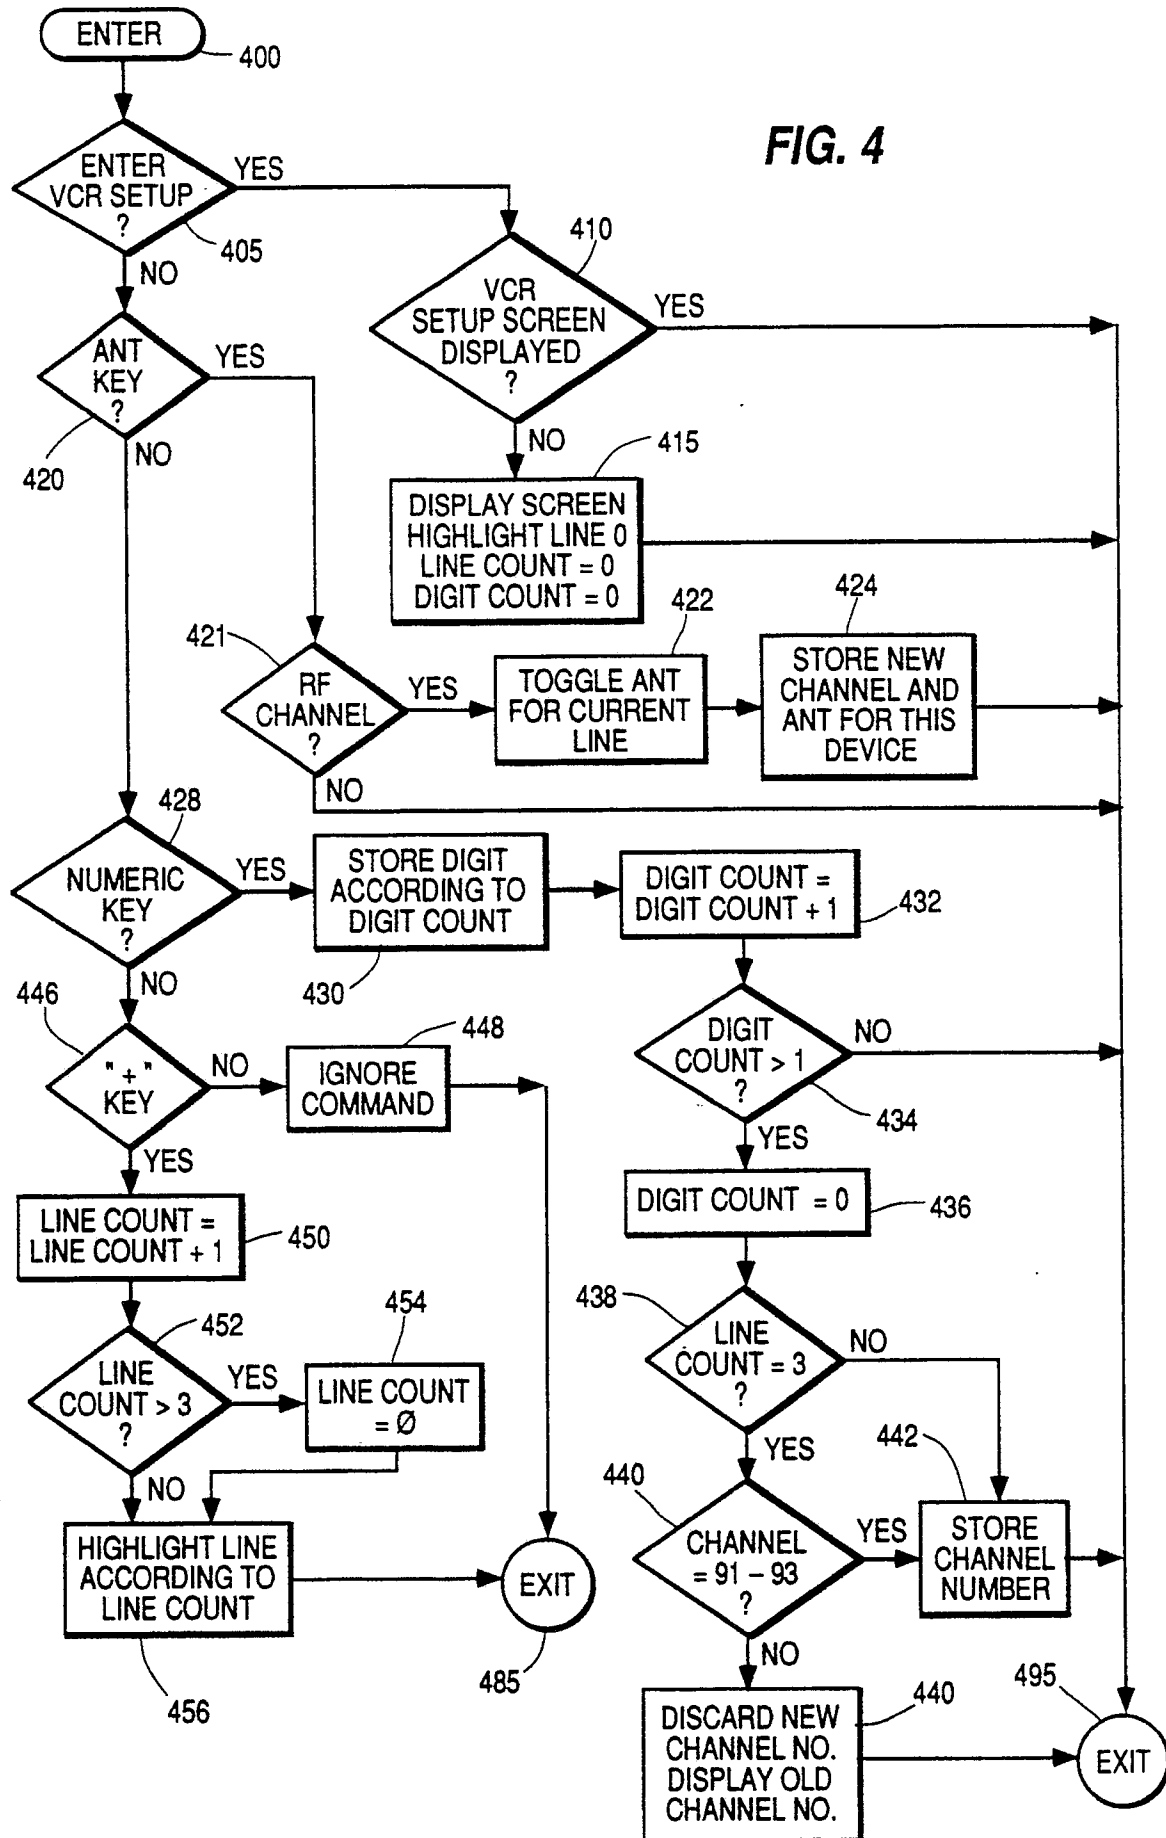 ENTER
400
FIG. 4
ENTER
VCR SETUP
?
YES
405
NO
410
VCR
SETUP SCREEN
DISPLAYED
?
YES
NO
ANT
KEY
?
YES
420
NO
415
DISPLAY SCREEN
HIGHLIGHT LINE 0
LINE COUNT = 0
DIGIT COUNT = 0
421
RF
CHANNEL
?
YES
NO
422
TOGGLE ANT
FOR CURRENT
LINE
424
STORE NEW
CHANNEL AND
ANT FOR THIS
DEVICE
428
NUMERIC
KEY
?
YES
NO
STORE DIGIT
ACCORDING TO
DIGIT COUNT
430
DIGIT COUNT =
DIGIT COUNT + 1
432
DIGIT
COUNT > 1
?
NO
434
YES
446
" + "
KEY
NO
YES
448
IGNORE
COMMAND
DIGIT COUNT = 0
436
LINE COUNT =
LINE COUNT + 1
450
438
LINE
COUNT = 3
?
NO
YES
452
LINE
COUNT > 3
?
YES
NO
454
LINE COUNT
= Ø
440
CHANNEL
= 91 – 93
?
YES
NO
442
STORE
CHANNEL
NUMBER
HIGHLIGHT LINE
ACCORDING TO
LINE COUNT
456
EXIT
485
440
DISCARD NEW
CHANNEL NO.
DISPLAY OLD
CHANNEL NO.
495
EXIT